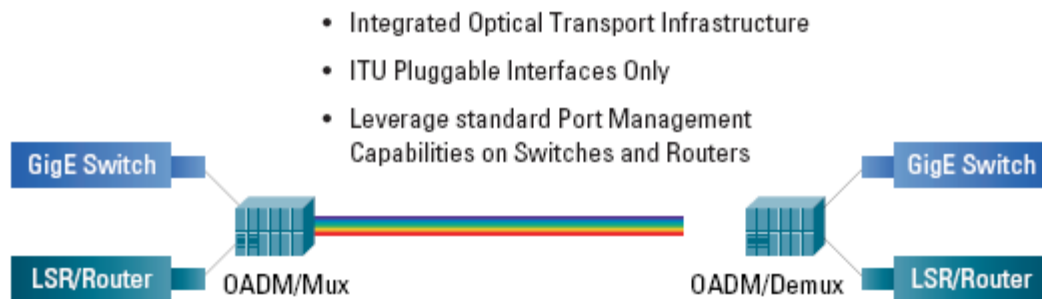 • Integrated Optical Transport Infrastructure
• ITU Pluggable Interfaces Only
• Leverage standard Port Management
Capabilities on Switches and Routers
GigE Switch
GigE Switch
LSR/Router
OADM/Mux
OADM/Demux
LSR/Router